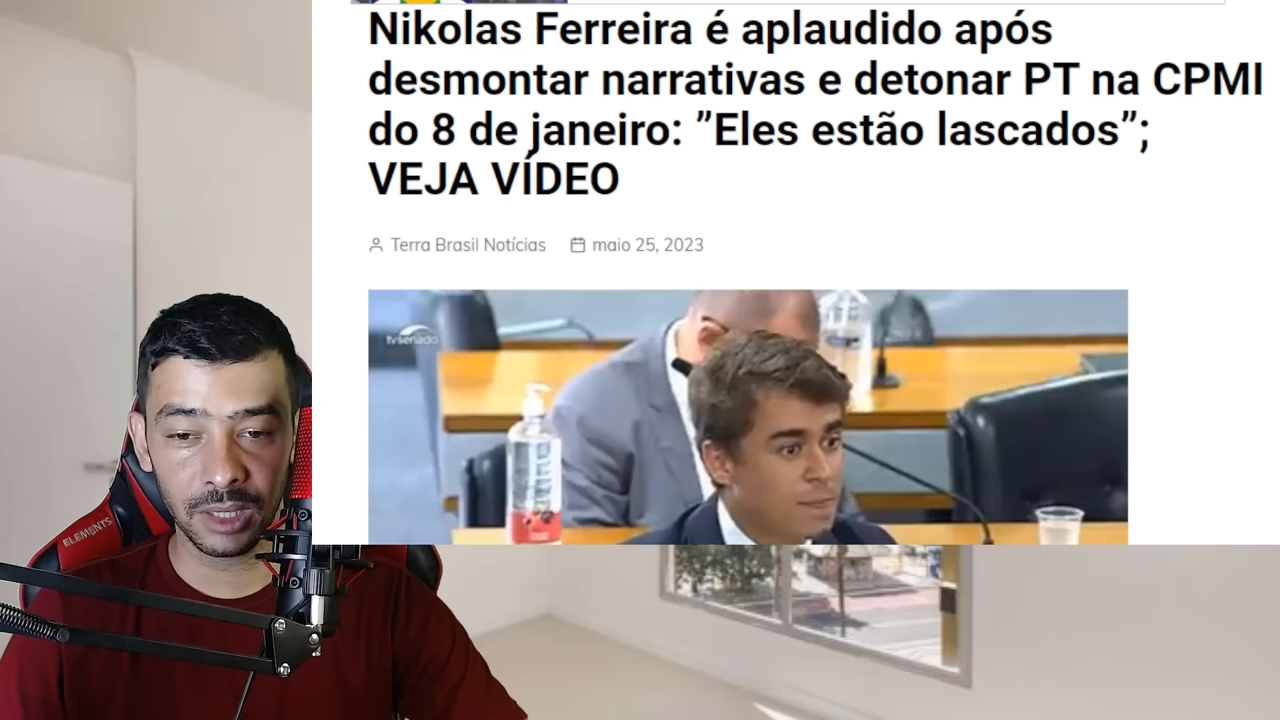 Nikolas Ferreira é aplaudido após
desmontar narrativas e detonar PT na CPMI
do 8 de janeiro: ”Eles estão lascados”;
VEJA VÍDEO
Terra Brasil Notícias maio 25, 2023
tvsenado
ELEMENTS